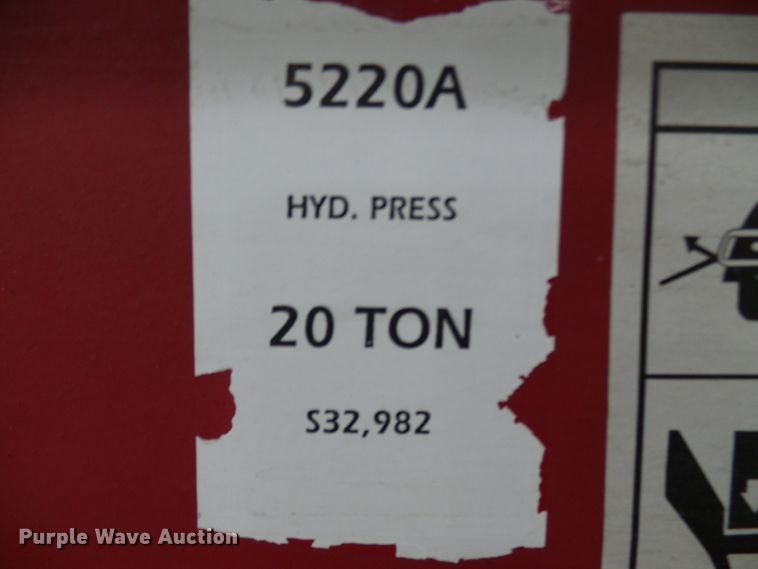 5220A
HYD. PRESS
20 TON
S32,982
Purple Wave Auction